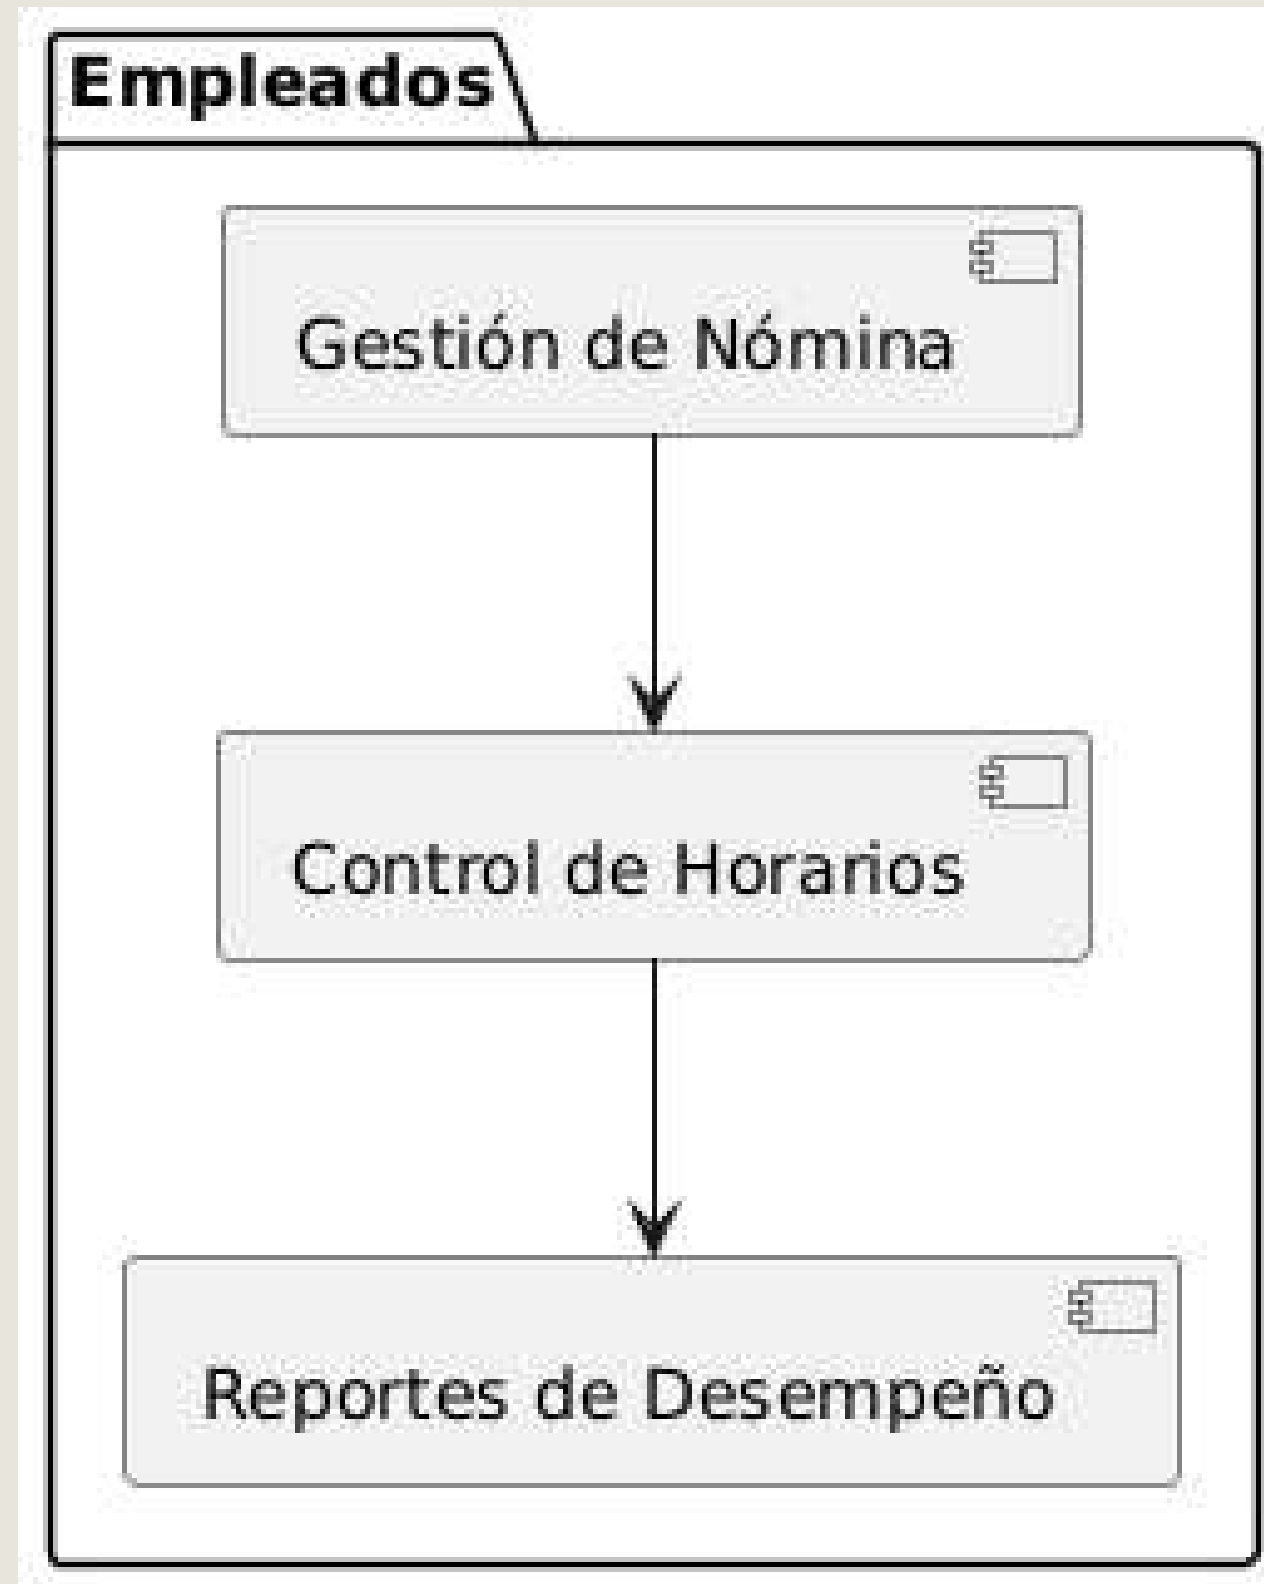 Empleados
Gestión de Nómina
Control de Horarios
Reportes de Desempeño